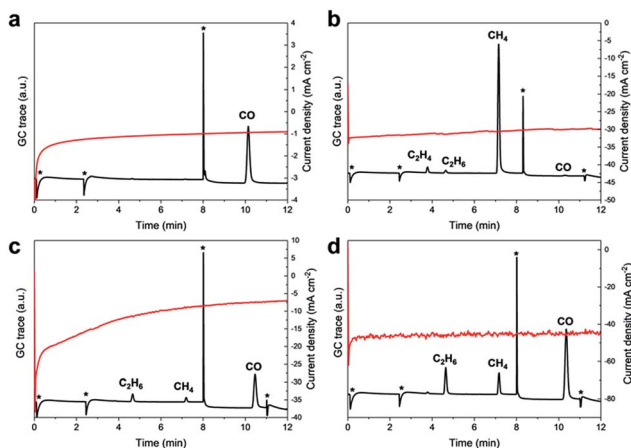 a
GC trace (a.u.)
*
*
*
CO
4
3
2
1
0
-1
-2
-3
-4
Current density (mA cm⁻²)
0 2 4 6 8 10 12
Time (min)
b
GC trace (a.u.)
CH₄
*
C₂H₄
C₂H₆
CO
*
*
*
0
-5
-10
-15
-20
-25
-30
-35
-40
-45
-50
Current density (mA cm⁻²)
0 2 4 6 8 10 12
Time (min)
c
GC trace (a.u.)
*
*
*
C₂H₆
CH₄
CO
*
10
5
0
-5
-10
-15
-20
-25
-30
-35
-40
Current density (mA cm⁻²)
0 2 4 6 8 10 12
Time (min)
d
GC trace (a.u.)
*
*
*
C₂H₆
CH₄
CO
*
0
-20
-40
-60
-80
Current density (mA cm⁻²)
0 2 4 6 8 10 12
Time (min)